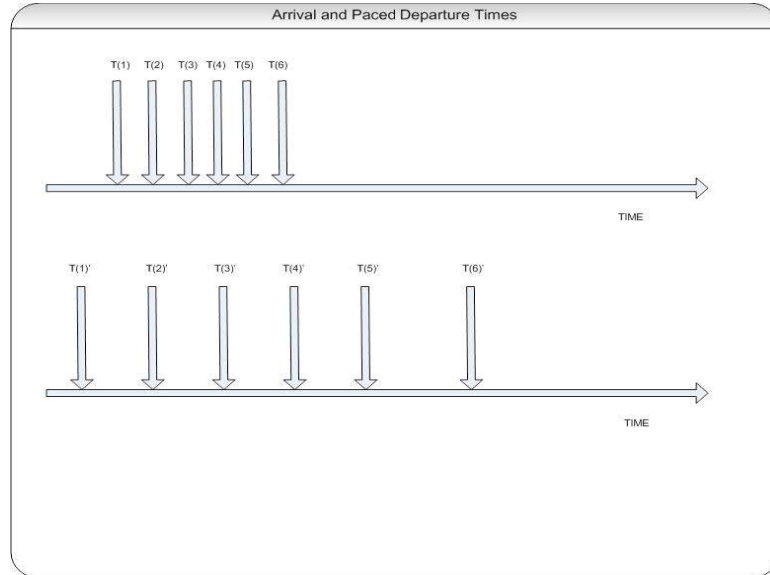 Arrival and Paced Departure Times
T(1) T(2) T(3) T(4) T(5) T(6)
TIME
T(1)' T(2)' T(3)' T(4)' T(5)' T(6)'
TIME